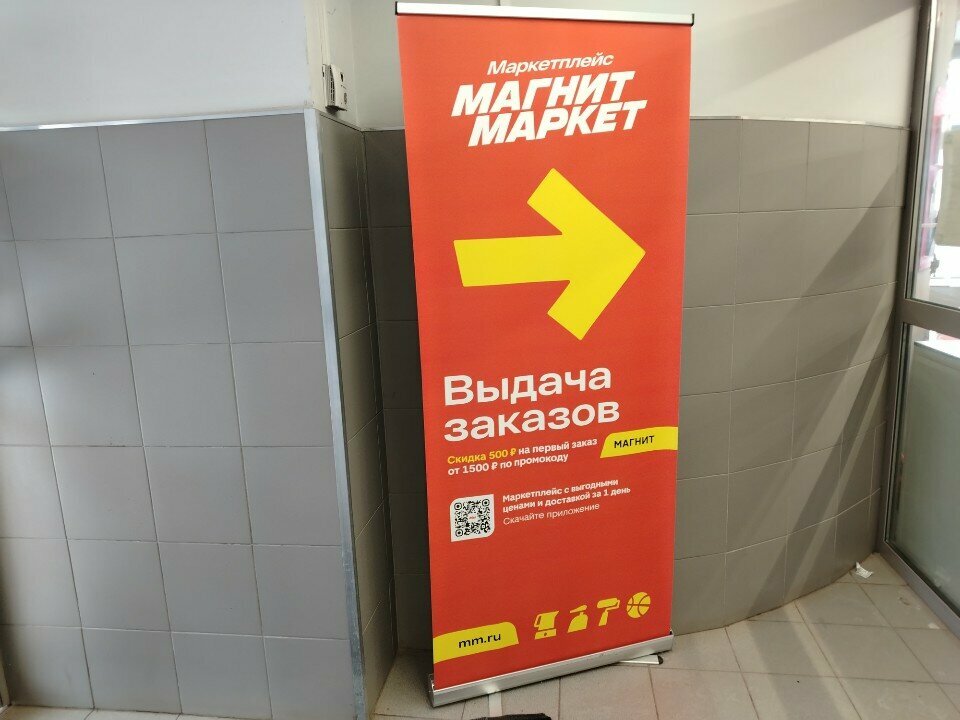 Маркетплейс
МАГНИТ
МАРКЕТ
Выдача
заказов
Скидка 500 ₽ на первый заказ
от 1500 ₽ по промокоду
МАГНИТ
Маркетплейс с выгодными
ценами и доставкой за 1 день
Скачайте приложение
mm.ru